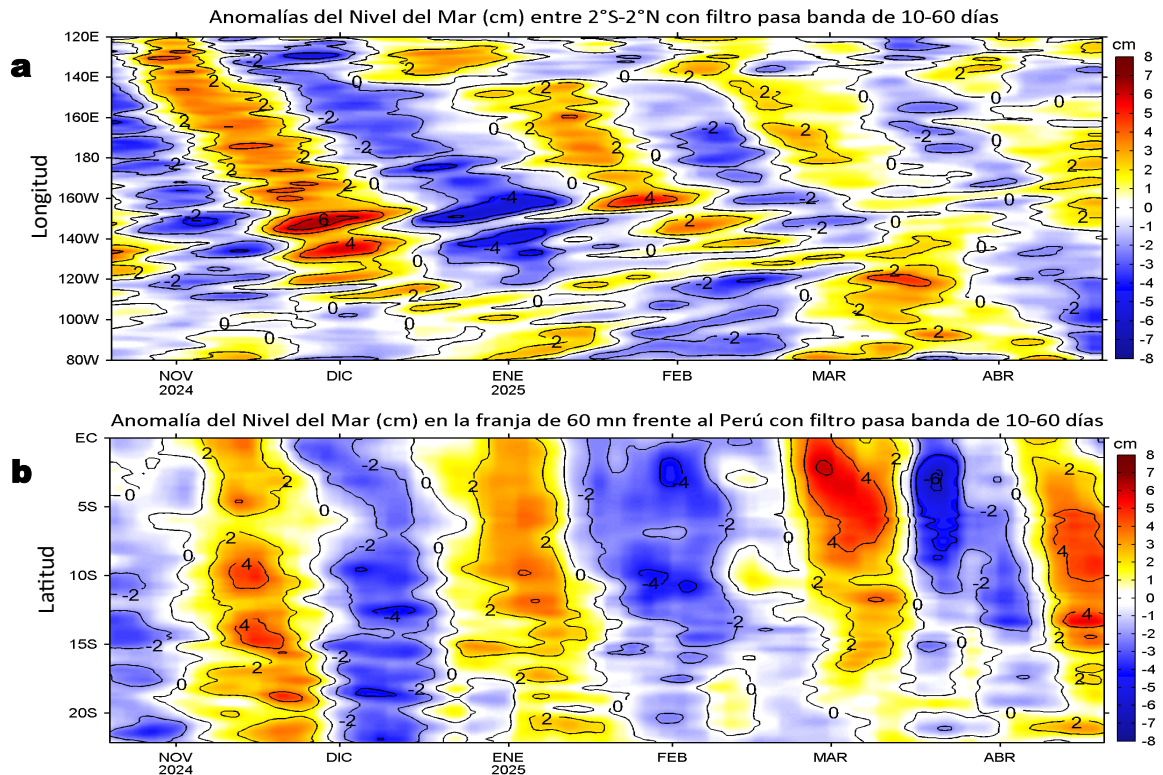 Anomalías del Nivel del Mar (cm) entre 2°S-2°N con filtro pasa banda de 10-60 días
a
cm
Longitud
120E
140E
160E
180
160W
140W
120W
100W
80W
8
7
6
5
4
3
2
1
0
-1
-2
-3
-4
-5
-6
-7
-8
NOV DIC ENE FEB MAR ABR
2024 2025
Anomalía del Nivel del Mar (cm) en la franja de 60 mn frente al Perú con filtro pasa banda de 10-60 días
b
cm
Latitud
EC
5S
10S
15S
20S
8
7
6
5
4
3
2
1
0
-1
-2
-3
-4
-5
-6
-7
-8
NOV DIC ENE FEB MAR ABR
2024 2025